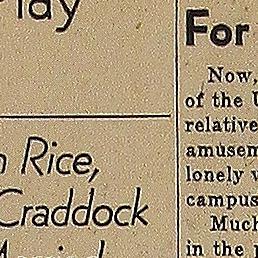 Rice,
Craddock
For
Now,
of the
relative
amusem
lonely
campus
Much
in the